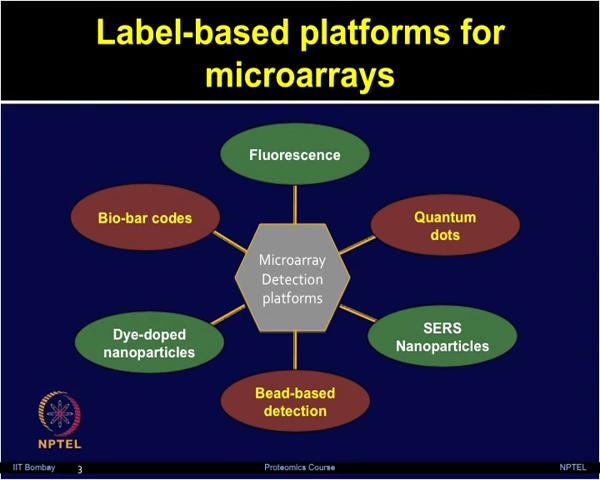 Label-based platforms for
microarrays
Fluorescence
Bio-bar codes
Quantum
dots
Microarray
Detection
platforms
Dye-doped
nanoparticles
SERS
Nanoparticles
Bead-based
detection
NPTEL
IIT Bombay
3
Proteomics Course
NPTEL